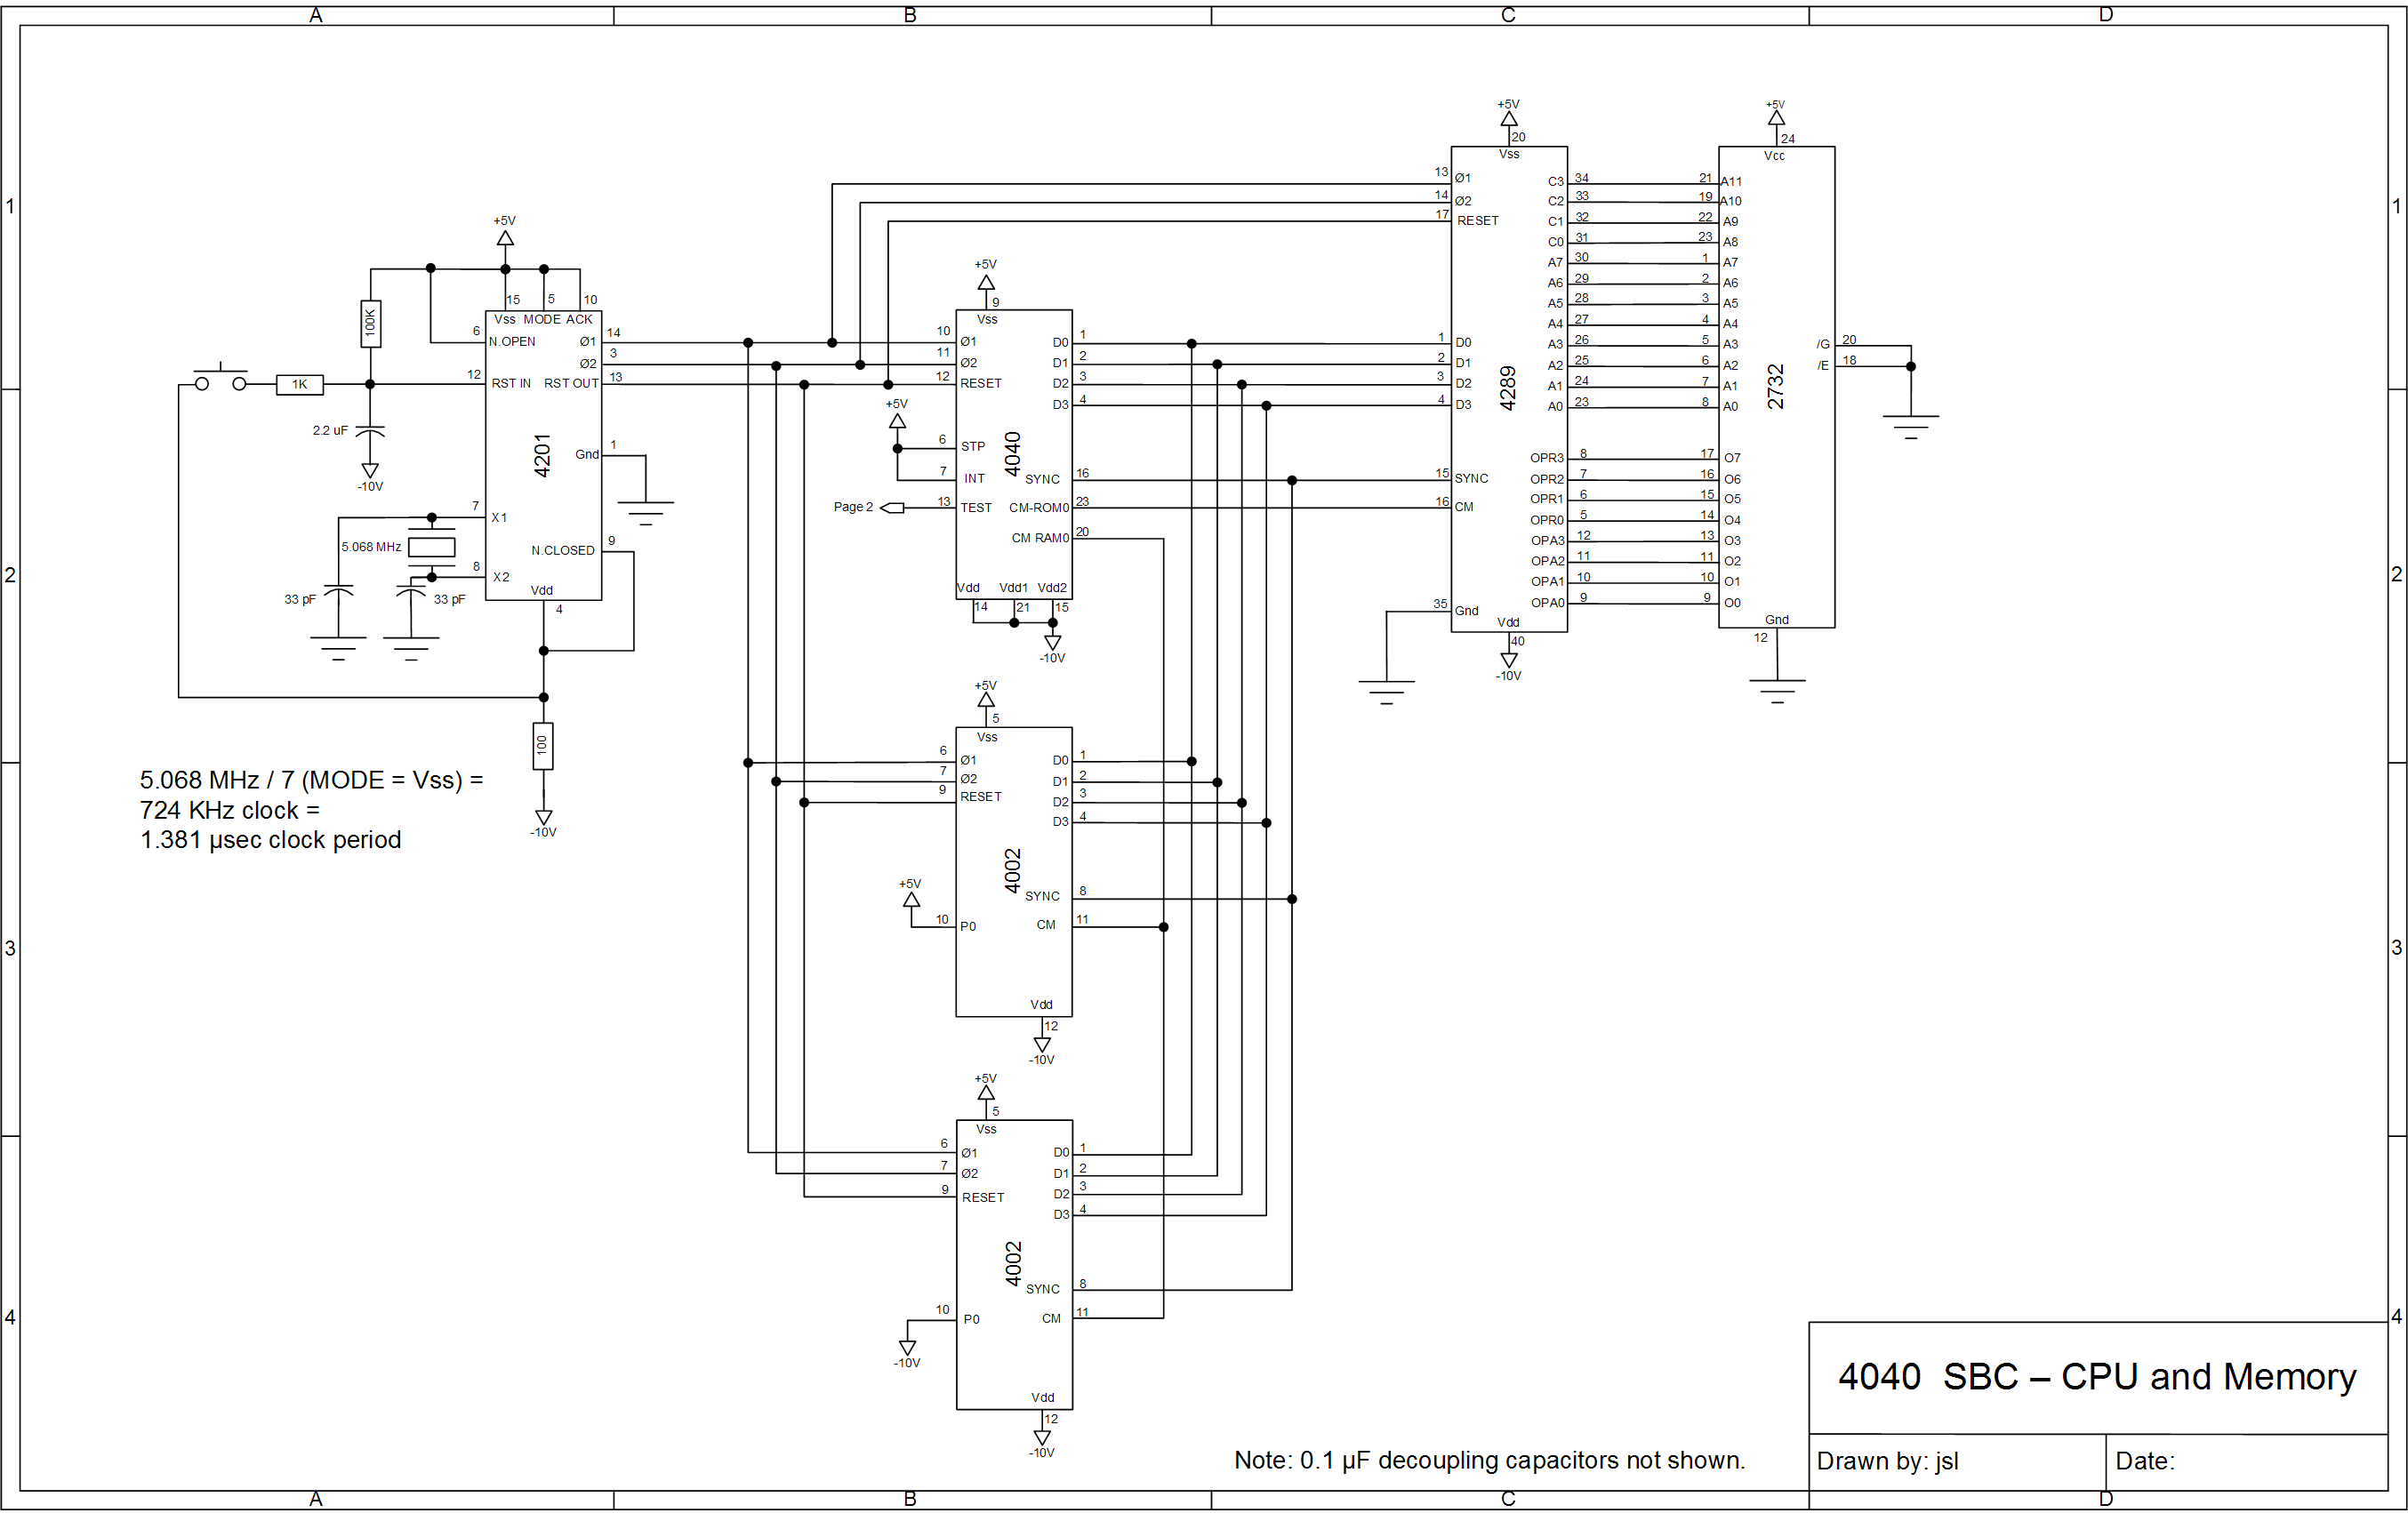 A B C D
1 1
2 2
3 3
4 4
A B C D
+5V
15 5 10
Vss MODE ACK
100K
6 N.OPEN Ø1 14
Ø2 3
1K
12 RST IN RST OUT 13
2.2 uF
-10V
4201
Gnd 1
7 X1
5.068 MHz
N.CLOSED 9
8 X2
33 pF 33 pF
Vdd
4
100
-10V
5.068 MHz / 7 (MODE = Vss) =
724 KHz clock =
1.381 µsec clock period
+5V
9
Vss
10 Ø1 D0 1
11 Ø2 D1 2
12 RESET D2 3
D3 4
+5V
6 STP
4040
7 INT SYNC 16
Page 2 13 TEST CM-ROM0 23
CM RAM0 20
Vdd Vdd1 Vdd2
14 21 15
-10V
+5V
5
Vss
6 Ø1 D0 1
7 Ø2 D1 2
9 RESET D2 3
D3 4
4002
+5V
SYNC 8
10 P0 CM 11
Vdd
12
-10V
+5V
5
Vss
6 Ø1 D0 1
7 Ø2 D1 2
9 RESET D2 3
D3 4
4002
SYNC 8
10 P0 CM 11
-10V
Vdd
12
-10V
+5V
20
Vss
13 Ø1 C3 34
14 Ø2 C2 33
17 RESET C1 32
C0 31
A7 30
A6 29
A5 28
A4 27
1 D0 A3 26
2 D1 A2 25
3 D2 A1 24
4 D3 A0 23
4289
OPR3 8
15 SYNC OPR2 7
16 CM OPR1 6
OPR0 5
OPA3 12
OPA2 11
OPA1 10
35 Gnd OPA0 9
Vdd
40
-10V
+5V
24
Vcc
21 A11
19 A10
22 A9
23 A8
1 A7
2 A6
3 A5
4 A4
5 A3 /G 20
6 A2 /E 18
7 A1
8 A0
2732
17 O7
16 O6
15 O5
14 O4
13 O3
11 O2
10 O1
9 O0
Gnd
12
Note: 0.1 µF decoupling capacitors not shown.
4040 SBC – CPU and Memory
Drawn by: jsl Date: